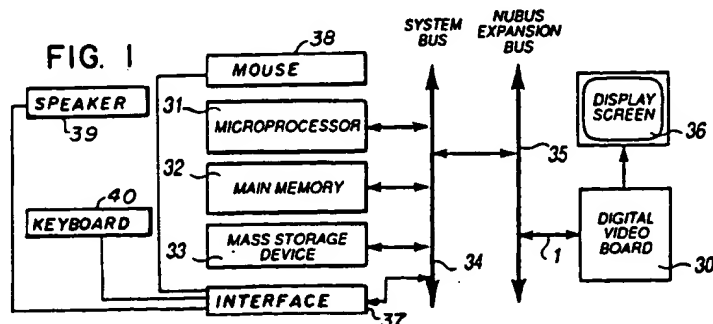 FIG. 1
SPEAKER
39
40
KEYBOARD
38
MOUSE
31
MICROPROCESSOR
32
MAIN MEMORY
33
MASS STORAGE
DEVICE
INTERFACE
37
SYSTEM
BUS
34
NUBUS
EXPANSION
BUS
35
1
DISPLAY
SCREEN
36
DIGITAL
VIDEO
BOARD
30